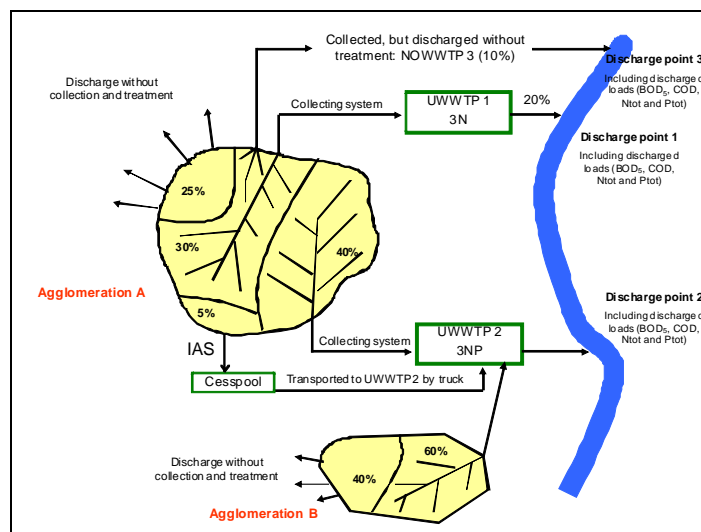 Collected, but discharged without
treatment: NOWWTP 3 (10%)
Discharge point 3
Including discharged
loads (BOD5, COD,
Ntot and Ptot)
Discharge without
collection and treatment
Collecting system
UWWTP 1
3N
20%
Discharge point 1
Including discharged
loads (BOD5, COD,
Ntot and Ptot)
25%
30%
40%
5%
Agglomeration A
IAS
Cesspool
Transported to UWWTP2 by truck
Collecting system
UWWTP 2
3NP
Discharge point 2
Including discharged
loads (BOD5, COD,
Ntot and Ptot)
Discharge without
collection and treatment
60%
40%
Agglomeration B